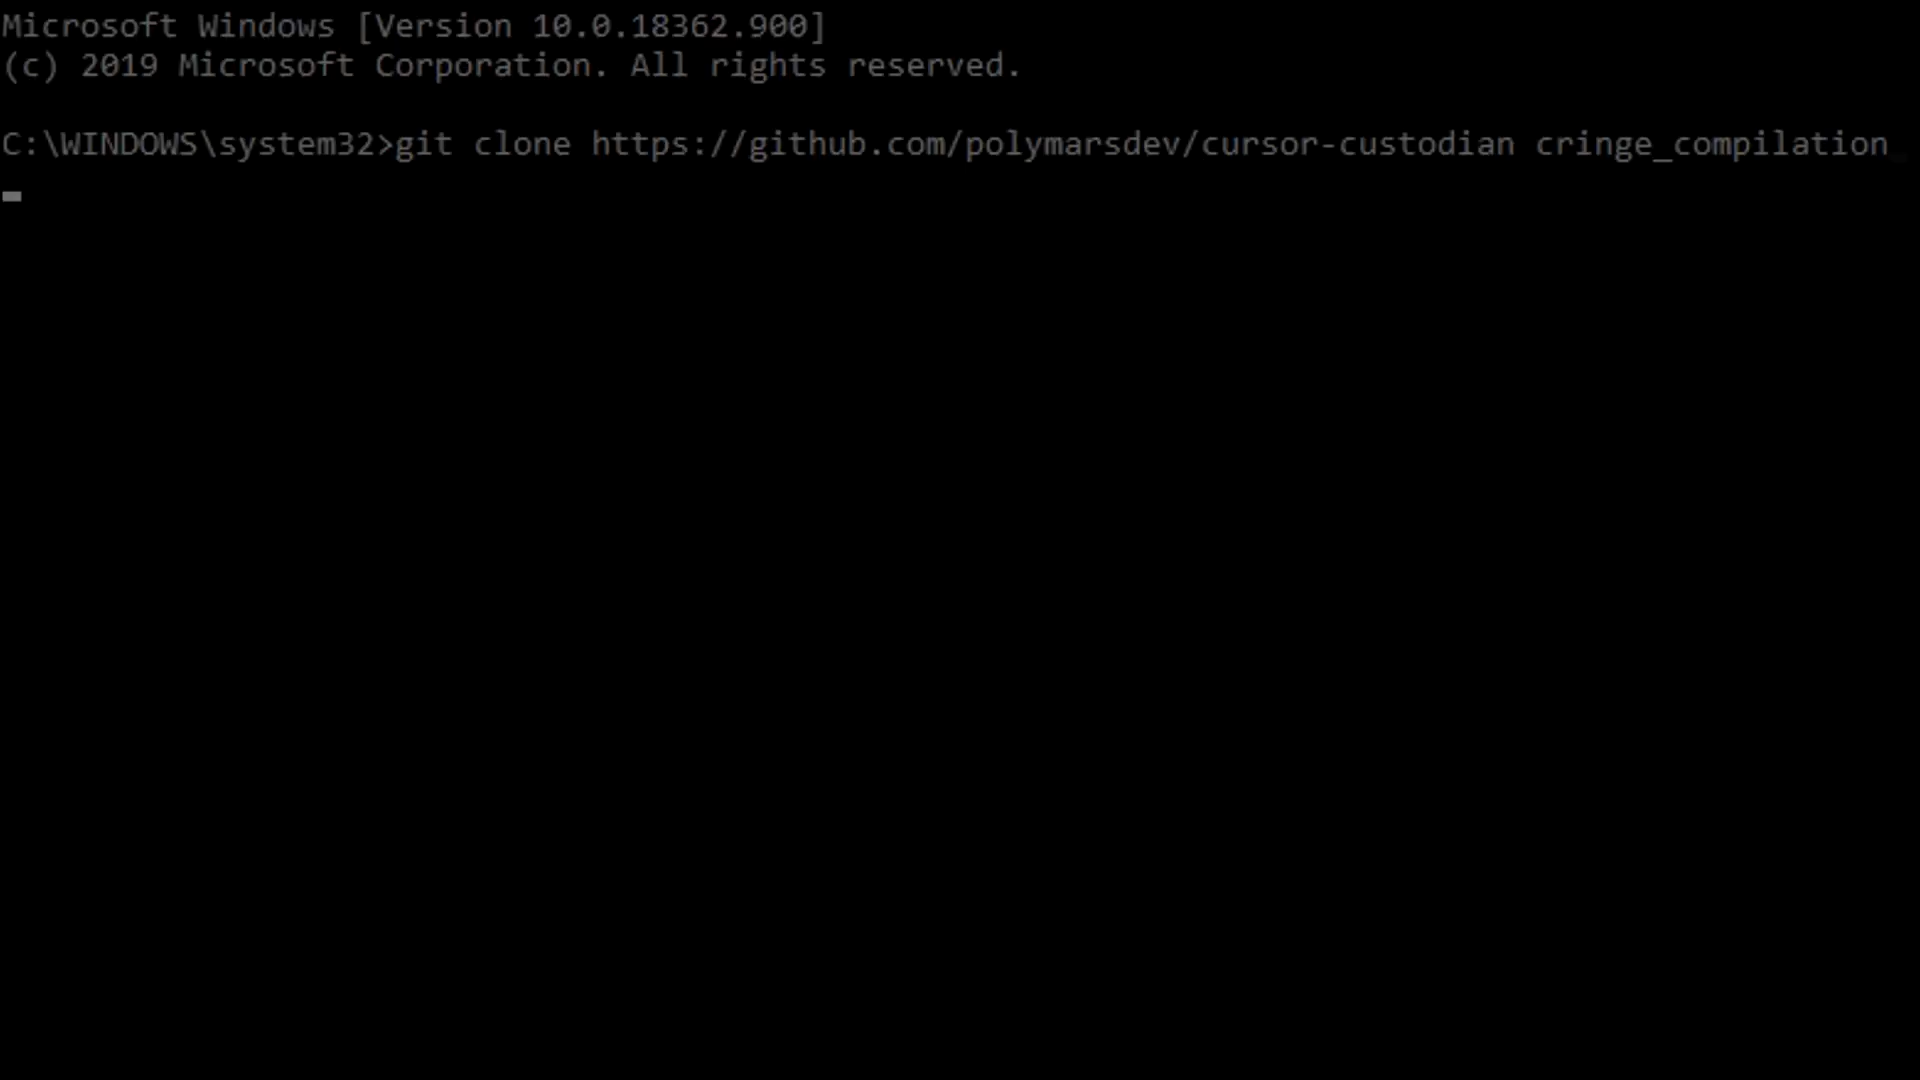 Microsoft Windows [Version 10.0.18362.900]
(c) 2019 Microsoft Corporation. All rights reserved.
C:\WINDOWS\system32>git clone https://github.com/polymarsdev/cursor-custodian cringe_compilation